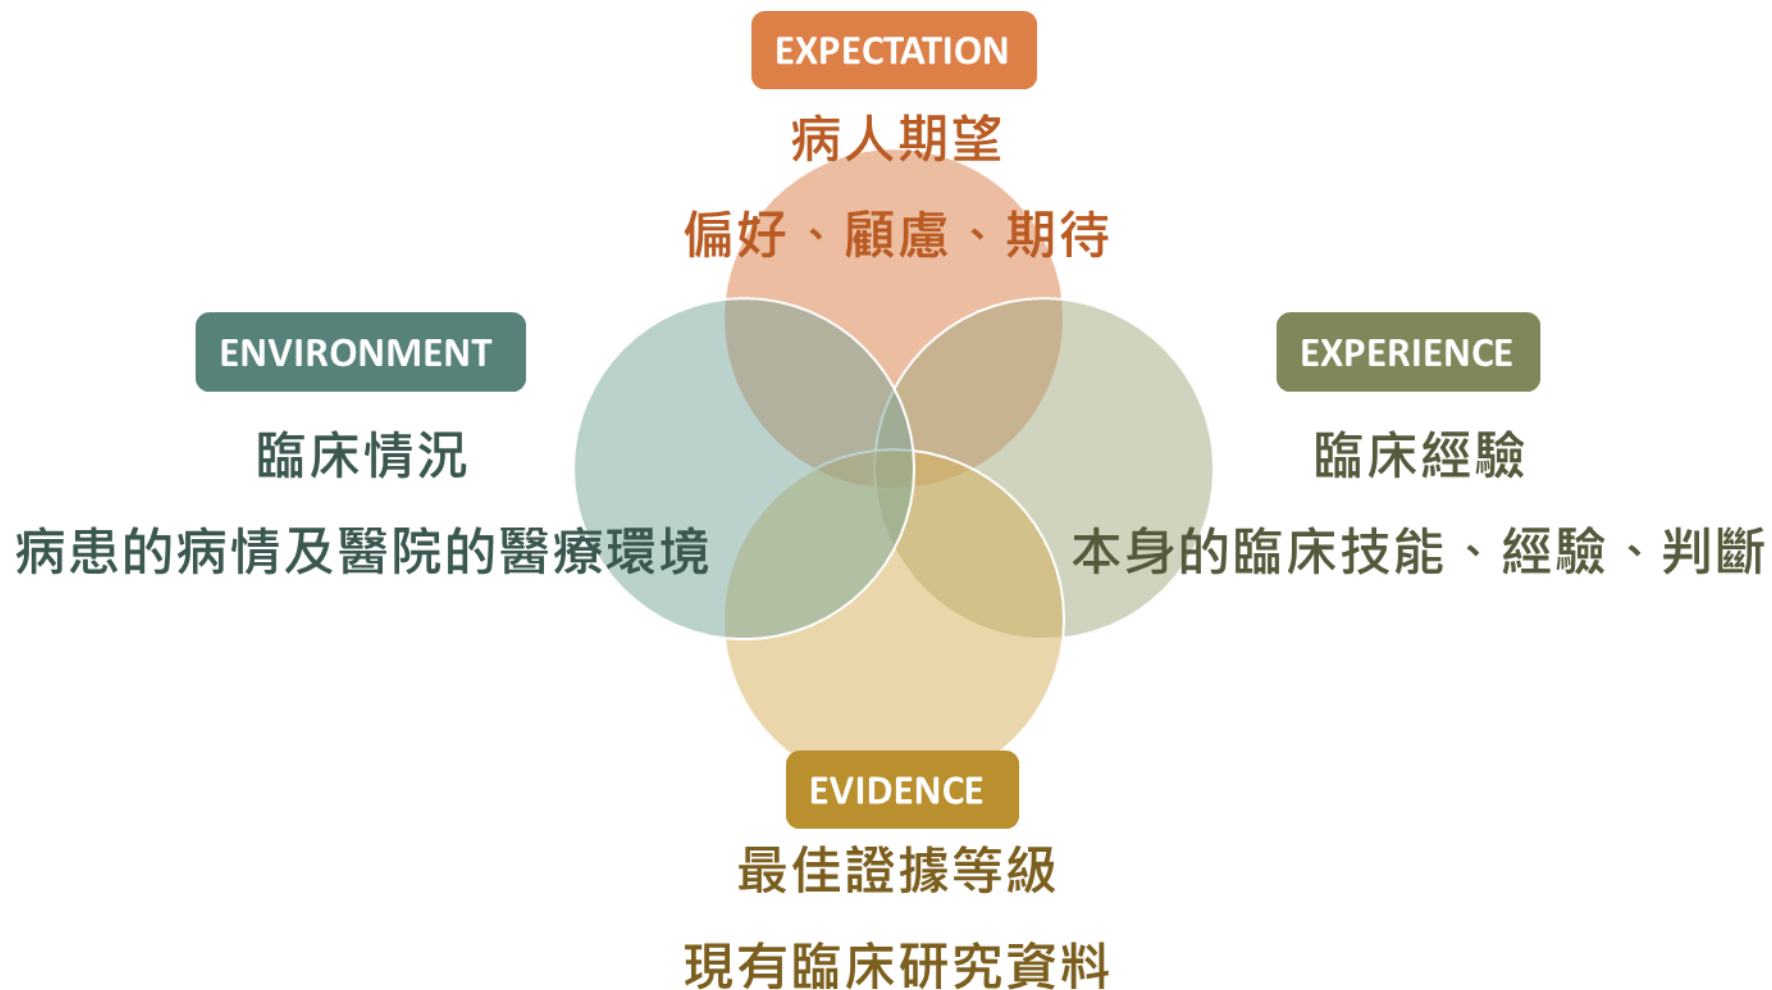 EXPECTATION
病人期望
偏好、顧慮、期待
ENVIRONMENT
臨床情況
病患的病情及醫院的醫療環境
EXPERIENCE
臨床經驗
本身的臨床技能、經驗、判斷
EVIDENCE
最佳證據等級
現有臨床研究資料